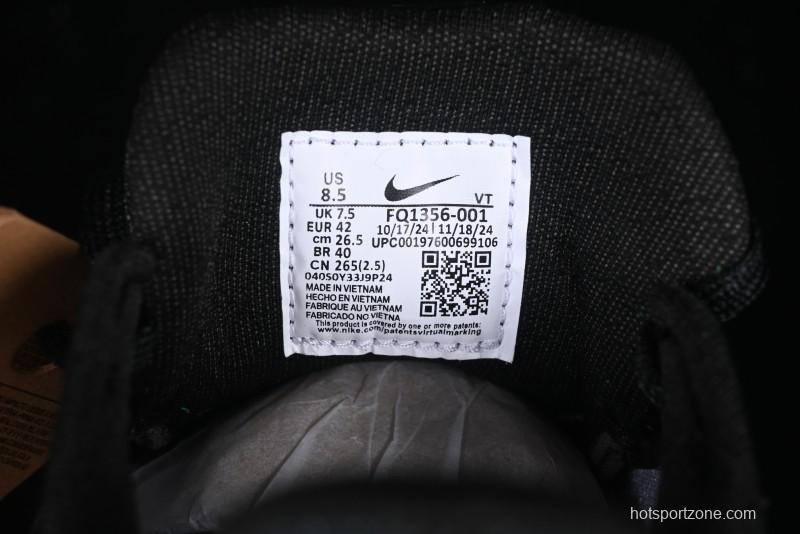 US
8.5
VT
UK 7.5
FQ1356-001
EUR 42
10/17/24 11/18/24
cm 26.5
UPC00197600699106
BR 40
CN 265(2.5)
040S0Y33J9P24
MADE IN VIETNAM
HECHO EN VIETNAM
FABRIQUE AU VIETNAM
FABRICADO NO VIETNA
This product is covered by one or more patents:
www.nike.com/patentsvirtualmarking
hotsportzone.com